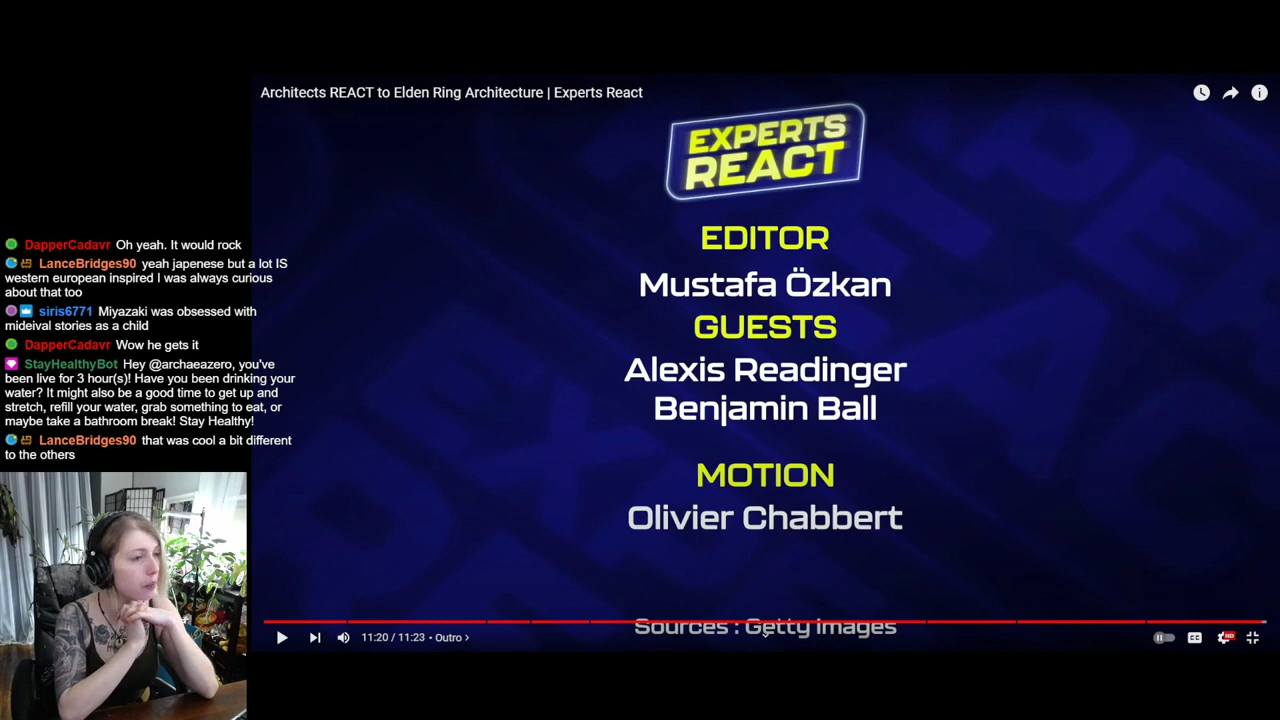 Architects REACT to Elden Ring Architecture | Experts React
EXPERTS
REACT
EDITOR
Mustafa Özkan
GUESTS
Alexis Readinger
Benjamin Ball
MOTION
Olivier Chabbert
Sources : Getty Images
11:20 / 11:23 • Outro ›
CC
HD
DapperCadavr Oh yeah. It would rock
LanceBridges90 yeah japenese but a lot IS
western european inspired I was always curious
about that too
siris6771 Miyazaki was obsessed with
mideival stories as a child
DapperCadavr Wow he gets it
StayHealthyBot Hey @archaeazero, you've
been live for 3 hour(s)! Have you been drinking your
water? It might also be a good time to get up and
stretch, refill your water, grab something to eat, or
maybe take a bathroom break! Stay Healthy!
LanceBridges90 that was cool a bit different
to the others